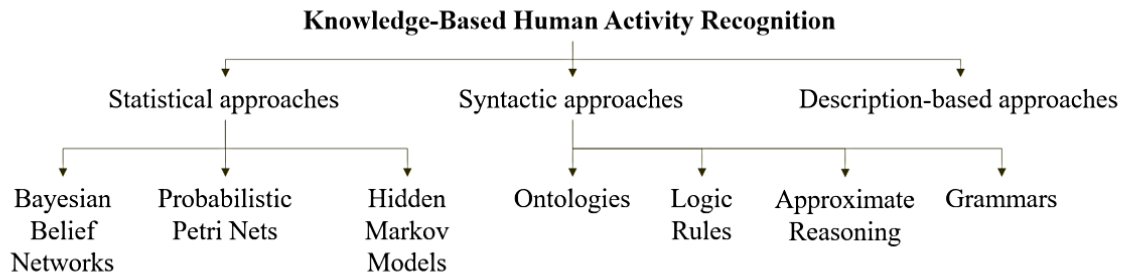 Knowledge-Based Human Activity Recognition
Statistical approaches
Syntactic approaches
Description-based approaches
Bayesian
Belief
Networks
Probabilistic
Petri Nets
Hidden
Markov
Models
Ontologies
Logic
Rules
Approximate
Reasoning
Grammars